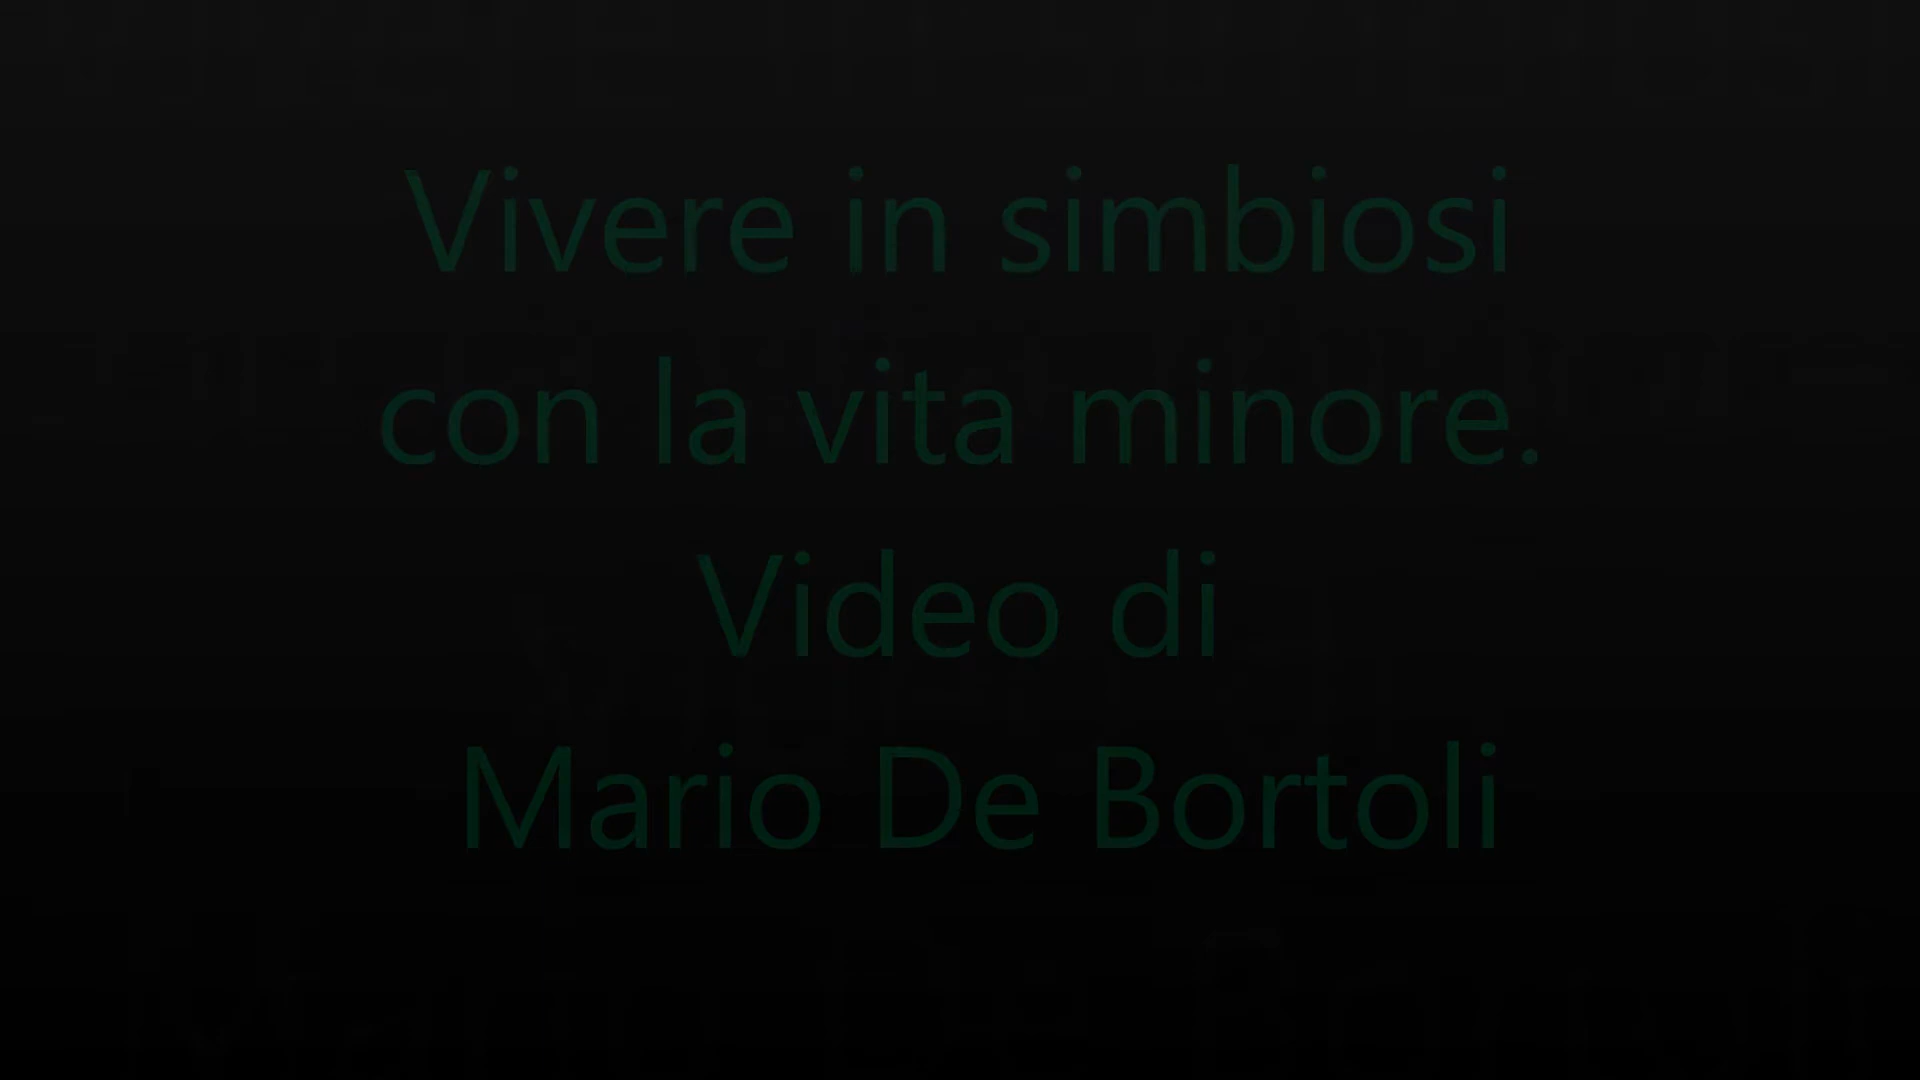 Vivere in simbiosi
con la vita minore.
Video di
Mario De Bortoli